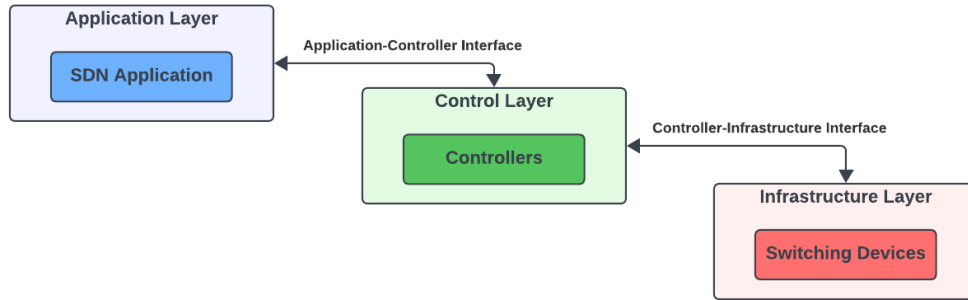 Application Layer
SDN Application
Application-Controller Interface
Control Layer
Controllers
Controller-Infrastructure Interface
Infrastructure Layer
Switching Devices